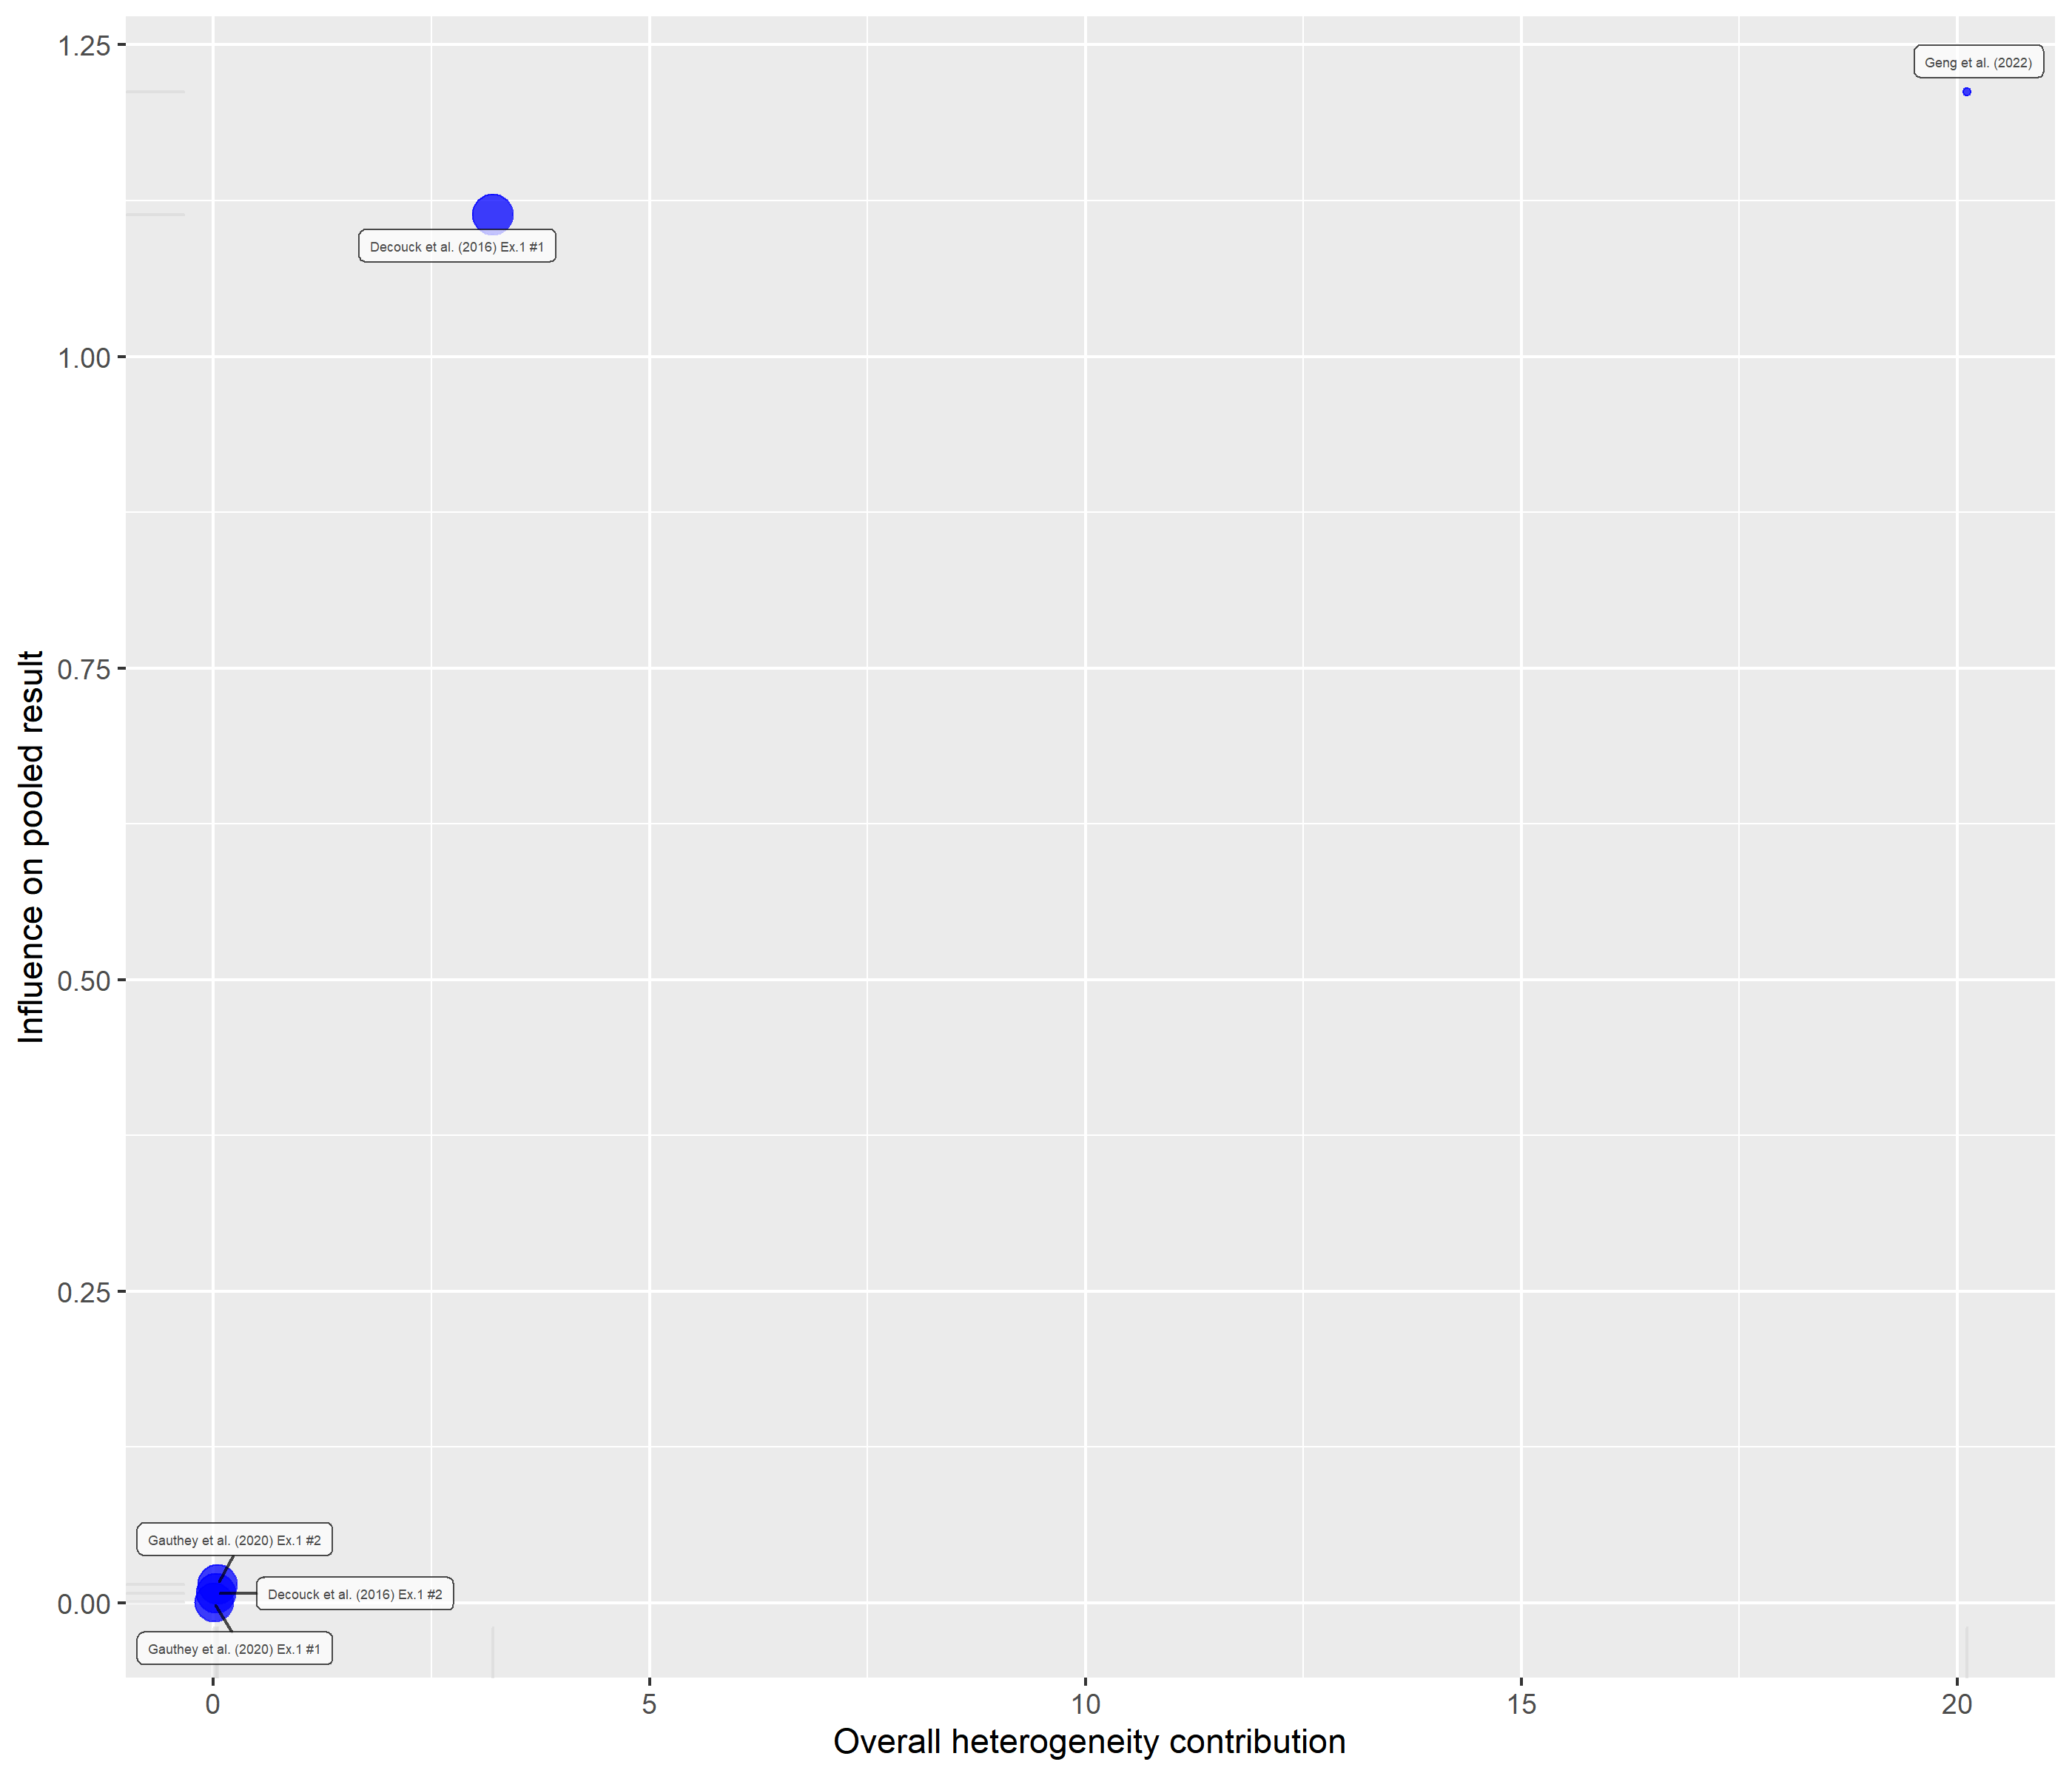 1.25
Geng et al. (2022)
Decouck et al. (2016) Ex.1 #1
1.00
0.75
Influence on pooled result
0.50
0.25
Gauthey et al. (2020) Ex.1 #2
Decouck et al. (2016) Ex.1 #2
0.00
Gauthey et al. (2020) Ex.1 #1
0 5 10 15 20
Overall heterogeneity contribution